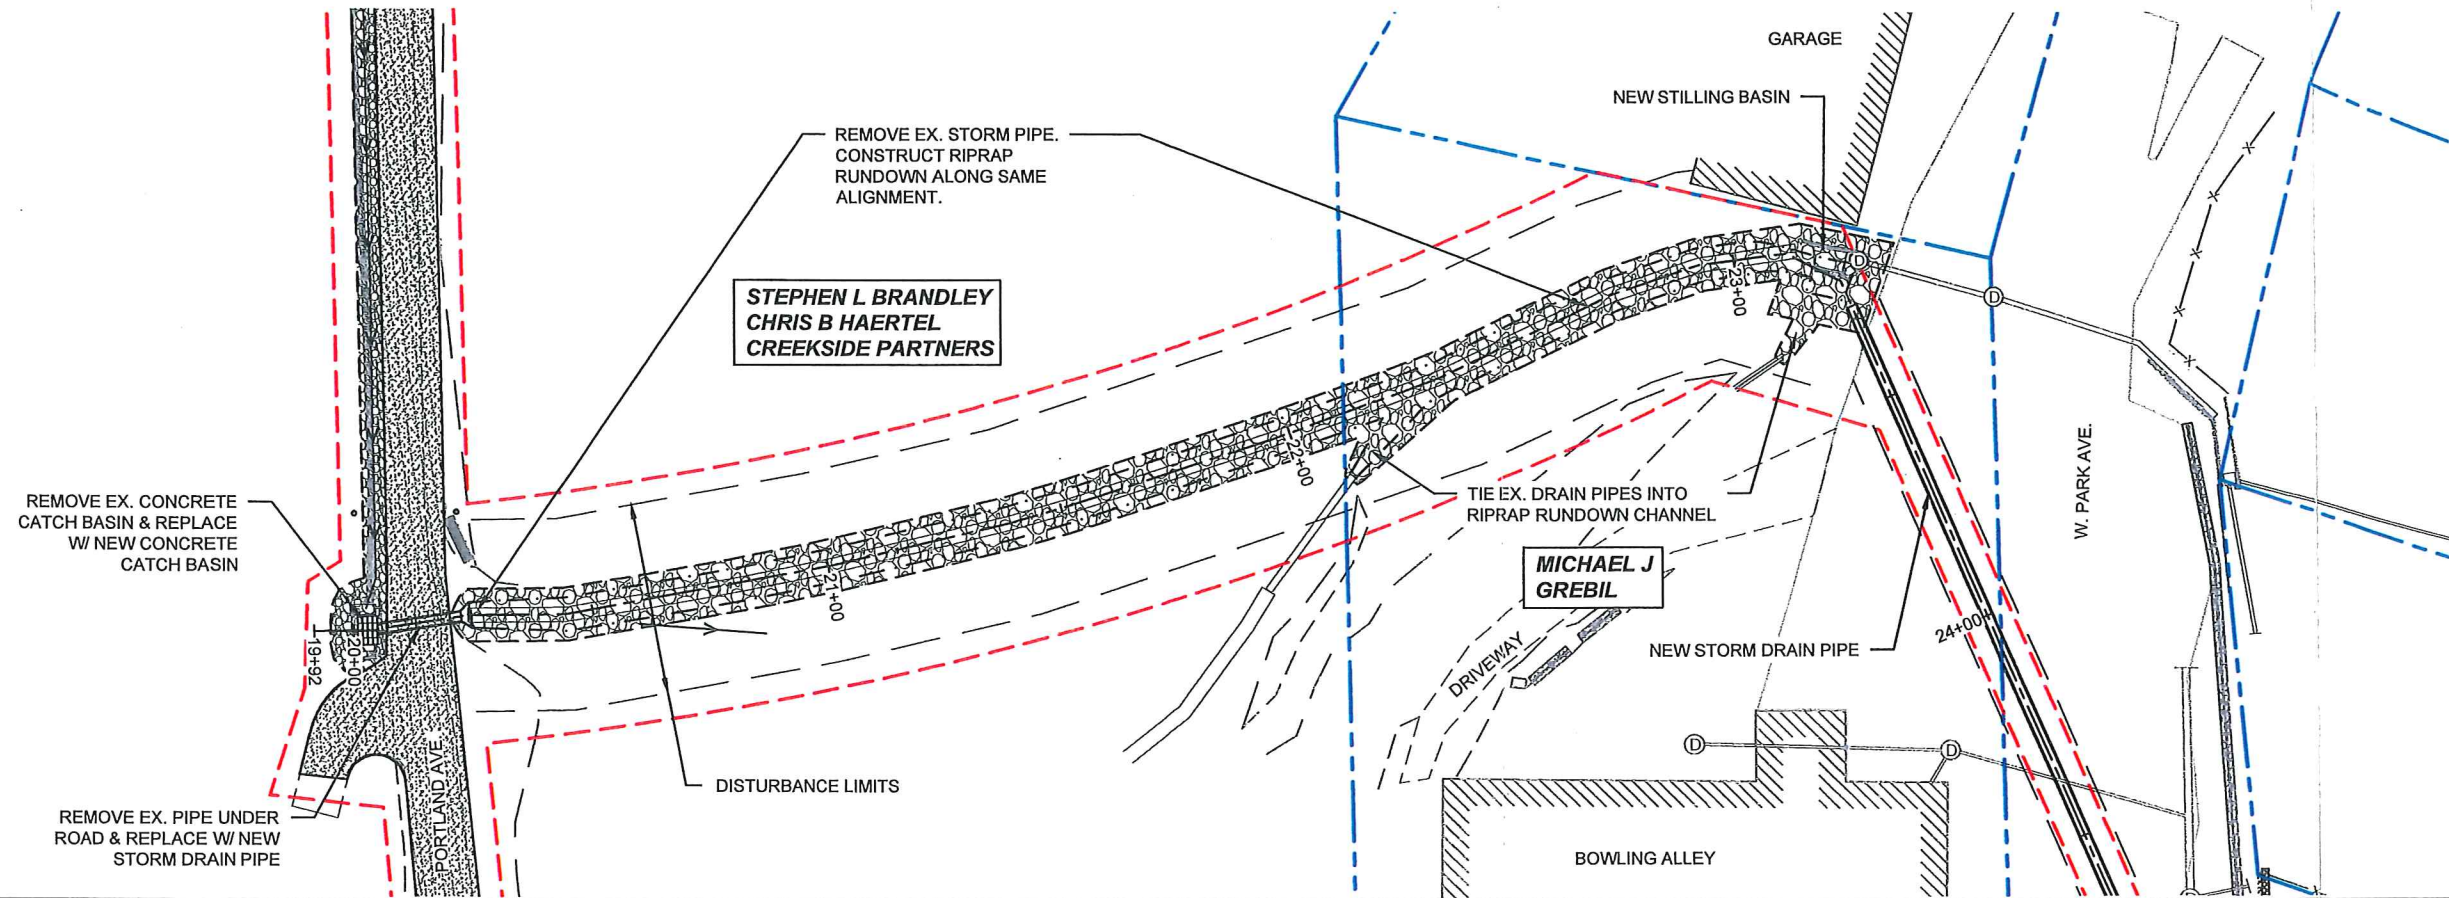 GARAGE
NEW STILLING BASIN
REMOVE EX. STORM PIPE.
CONSTRUCT RIPRAP
RUNDOWN ALONG SAME
ALIGNMENT.
STEPHEN L BRANDLEY
CHRIS B HAERTEL
CREEKSIDE PARTNERS
23+00
D
D
22+00
W. PARK AVE.
REMOVE EX. CONCRETE
CATCH BASIN & REPLACE
W/ NEW CONCRETE
CATCH BASIN
TIE EX. DRAIN PIPES INTO
RIPRAP RUNDOWN CHANNEL
MICHAEL J
GREBIL
21+00
19+92
20+00
24+00
NEW STORM DRAIN PIPE
DRIVEWAY
D
D
DISTURBANCE LIMITS
PORTLAND AVE.
REMOVE EX. PIPE UNDER
ROAD & REPLACE W/ NEW
STORM DRAIN PIPE
BOWLING ALLEY